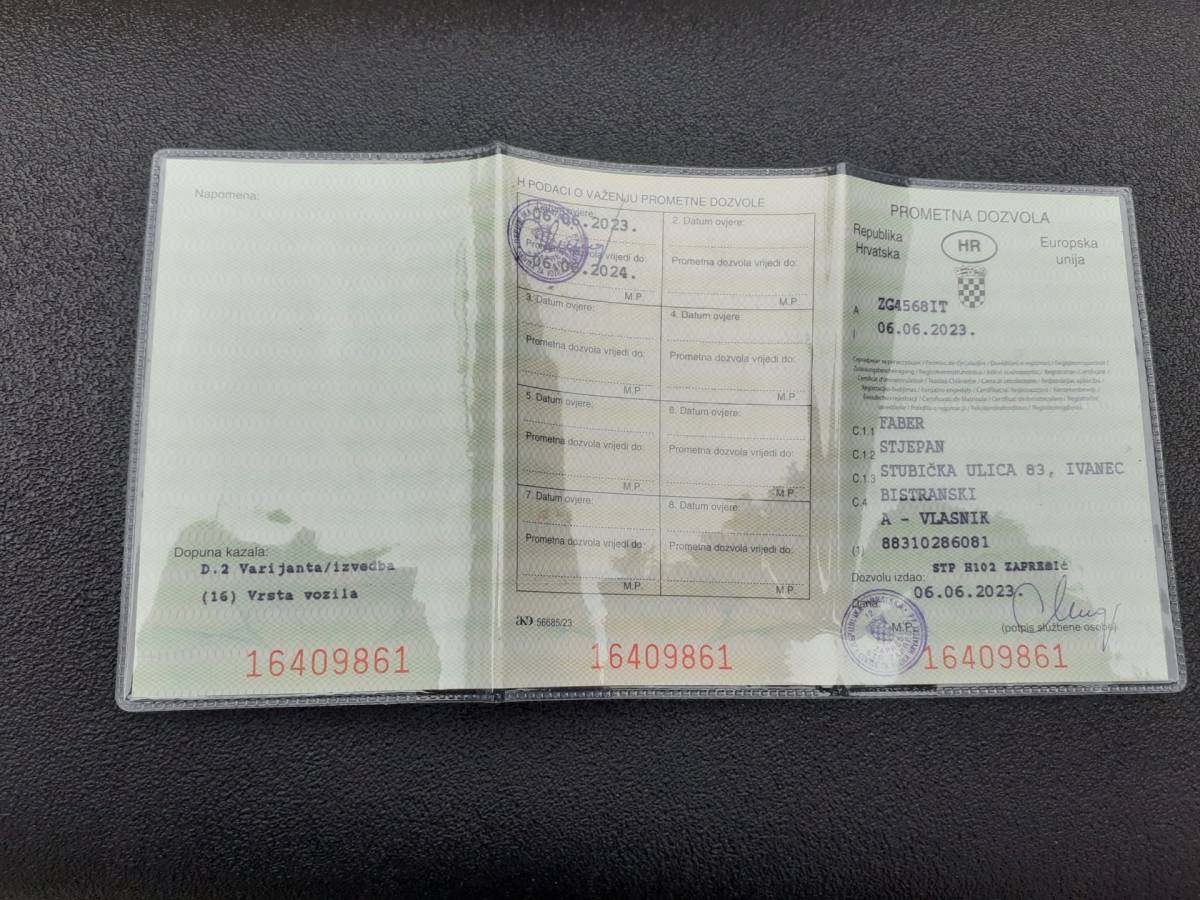 Napomena:
Dopuna kazala:
D.2 Varijanta/izvedba
(16) Vrsta vozila
16409861
H PODACI O VAŽENJU PROMETNE DOZVOLE
06.06.2023.
vrijedi do:
06.06.2024.
M.P.
2. Datum ovjere:
Prometna dozvola vrijedi do:
M.P.
3. Datum ovjere:
Prometna dozvola vrijedi do:
M.P.
4. Datum ovjere:
Prometna dozvola vrijedi do:
M.P.
5. Datum ovjere:
Prometna dozvola vrijedi do:
M.P.
6. Datum ovjere:
Prometna dozvola vrijedi do:
M.P.
7. Datum ovjere:
Prometna dozvola vrijedi do:
M.P.
8. Datum ovjere:
Prometna dozvola vrijedi do:
M.P.
AKD 56685/23
16409861
PROMETNA DOZVOLA
Republika
Hrvatska
HR
Europska
unija
A ZG4568IT
I 06.06.2023.
C.1.1 FABER
C.1.2 STJEPAN
C.1.3 STUBIČKA ULICA 83, IVANEC
BISTRANSKI
C.4 A - VLASNIK
(1) 88310286081
STP H102 ZAPREŠIĆ
Dozvolu izdao:
Dana: 06.06.2023.
M.P.
(potpis službene osobe)
16409861